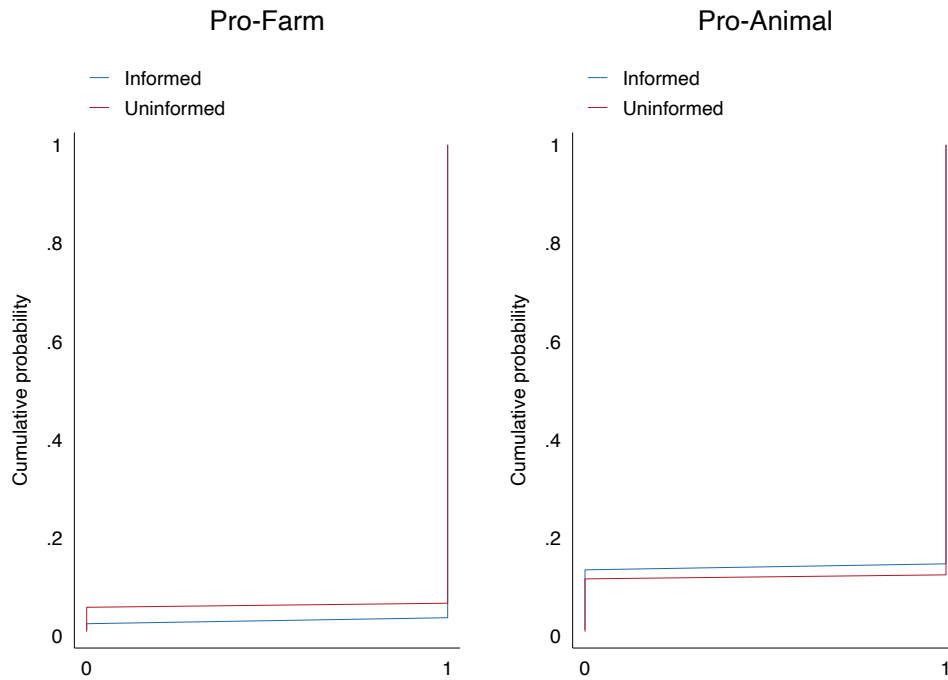 Pro-Farm
Informed
Uninformed
1
.8
.6
.4
.2
0
Cumulative probability
0 1
Pro-Animal
Informed
Uninformed
1
.8
.6
.4
.2
0
Cumulative probability
0 1